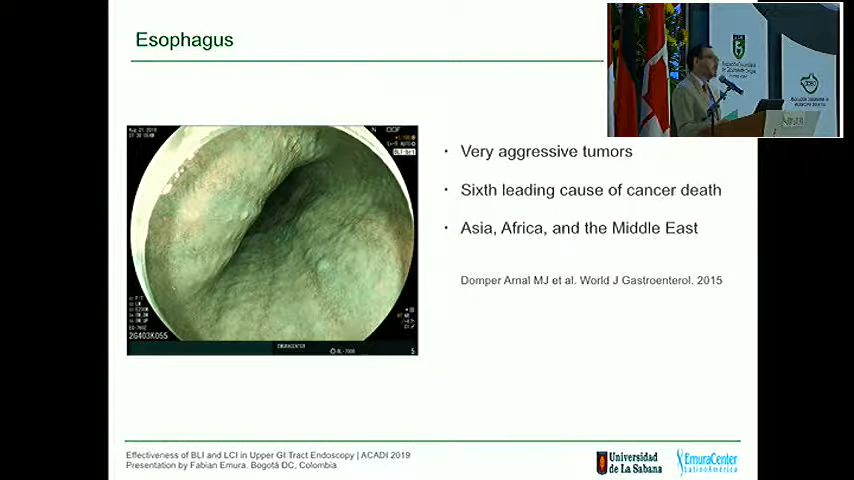 Esophagus
Very aggressive tumors
Sixth leading cause of cancer death
Asia, Africa, and the Middle East
Domper Arnal MJ et al. World J Gastroenterol. 2015
2G403K055
Effectiveness of BLI and LCI in Upper GI Tract Endoscopy | ACADI 2019
Presentation by Fabian Emura. Bogotá DC, Colombia
Universidad
de La Sabana
EmuraCenter
LatinoAmérica